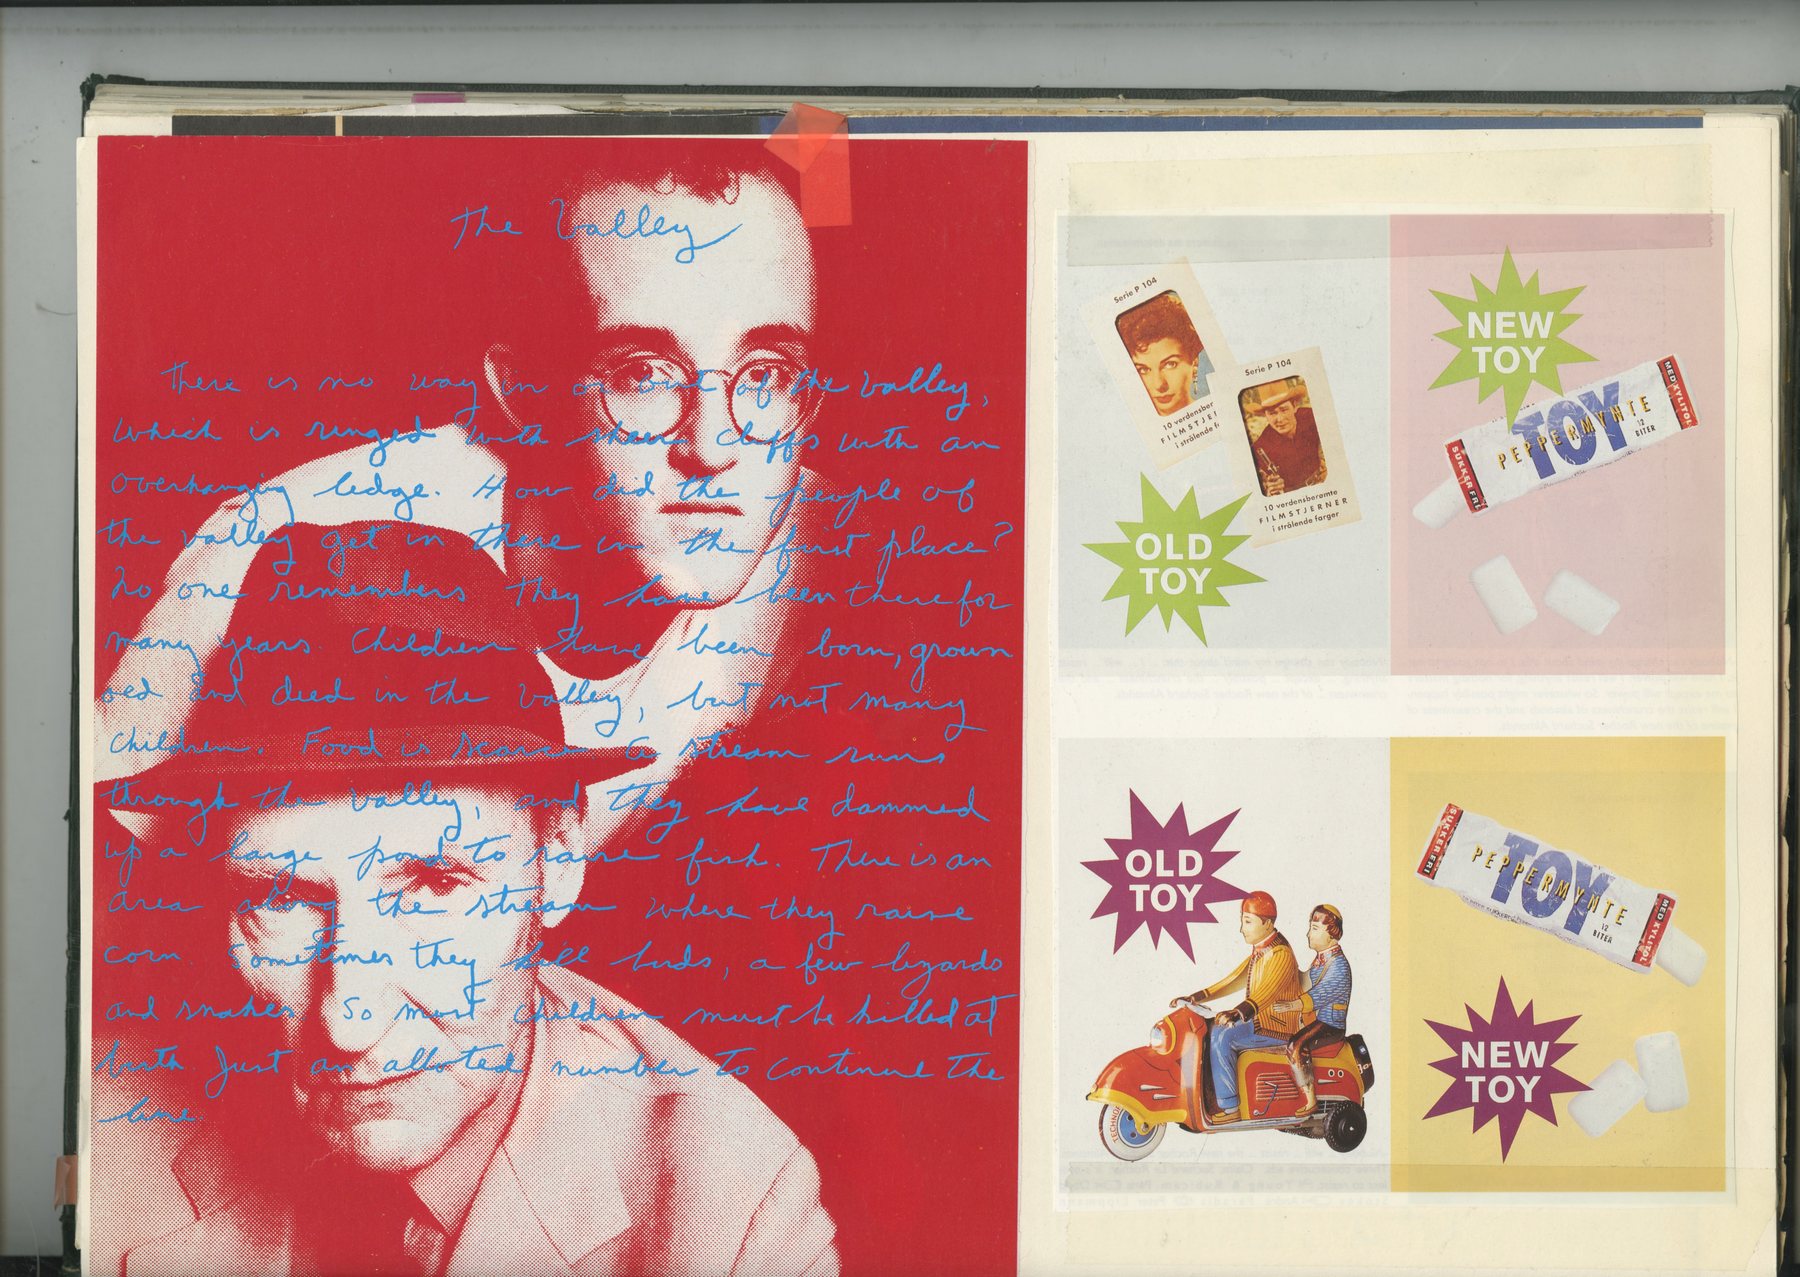 The Valley
There is no way in or out of the valley,
which is ringed with sheer cliffs with an
overhanging ledge. How did the people of
the valley get in there in the first place?
No one remembers They have been there for
many years. Children have been born, grown
old and died in the valley, but not many
children. Food is scarce A stream runs
through the valley, and they have dammed
up a large pond to raise fish. There is an
area along the stream where they raise
corn. Sometimes they kill birds, a few lizards
and snakes So most children must be killed at
birth. Just an alloted number to continue the
line
Serie P 104
10 verdensber
FILMSTJE
i strålende f
Serie P 104
10 verdensberømte
FILMSTJERNER
i strålende farger
OLD
TOY
NEW
TOY
SUKKERFRI
TOY
PEPPERMYNTE
12
BITER
MED XYLITOL
OLD
TOY
TECHNO
SUKKERFRI
TOY
PEPPERMYNTE
12
BITER
MED XYLITOL
NEW
TOY